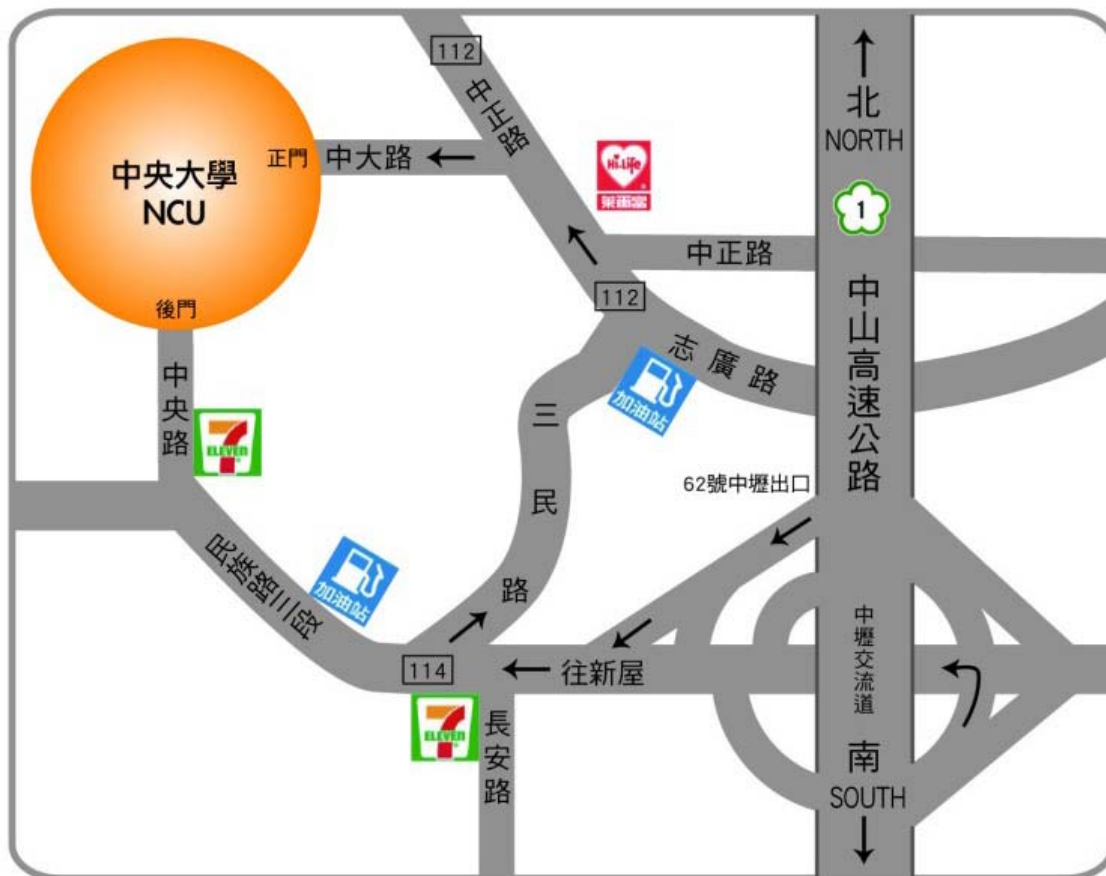 112
中正路
北
NORTH
中央大學
NCU
正門
中大路
Hi-Life
萊爾富
1
中正路
後門
112
志廣路
中山高速公路
加油站
中央路
7
ELEVEN
三民路
62號中壢出口
民族路三段
加油站
中壢交流道
114
往新屋
7
ELEVEN
長安路
南
SOUTH